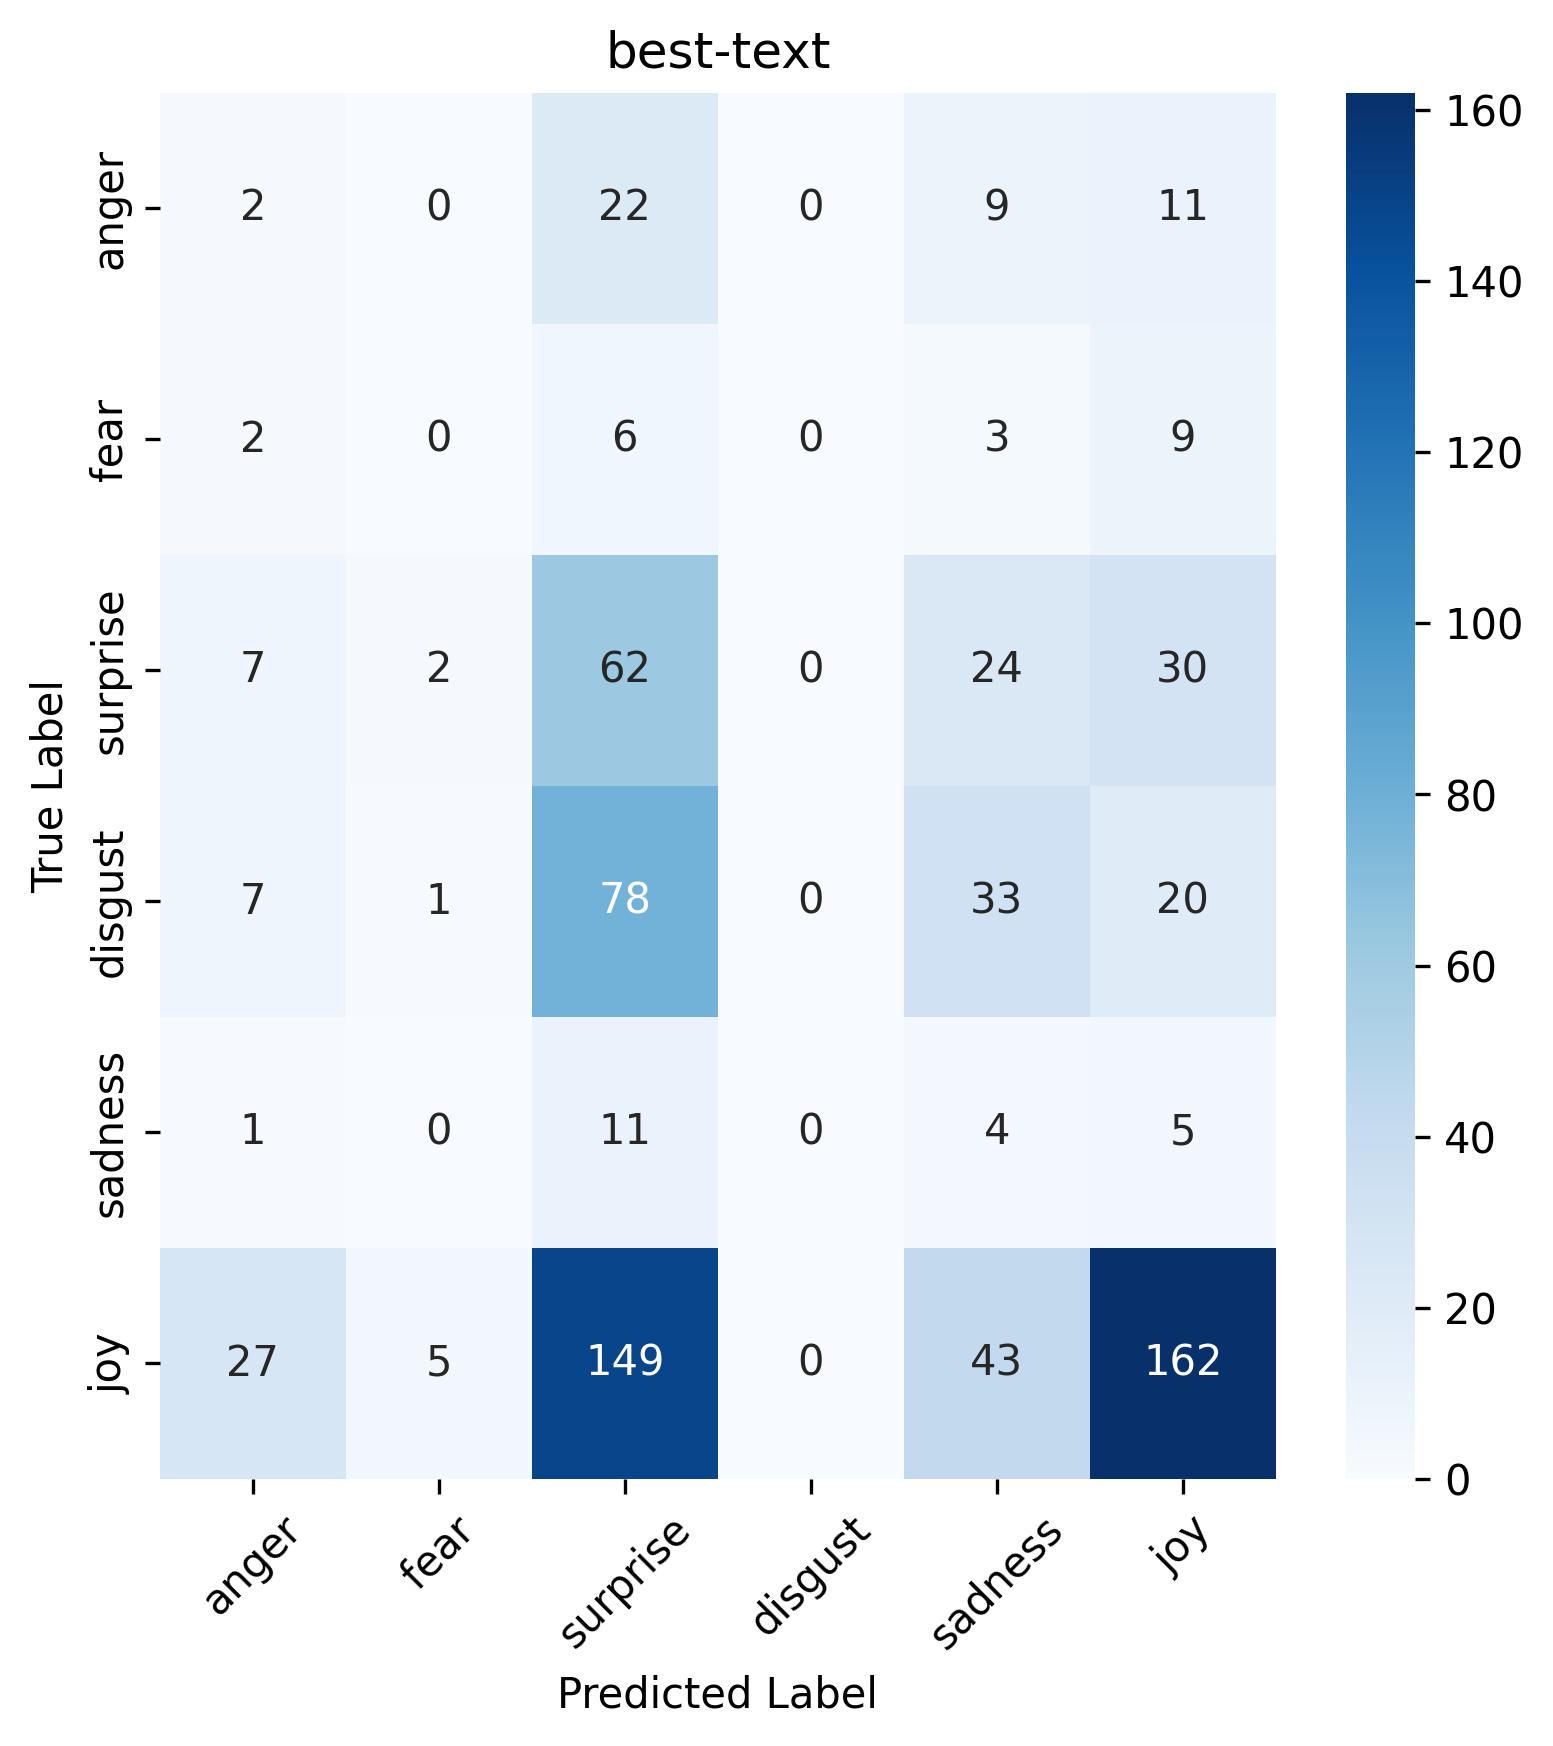 best-text
anger 2 0 22 0 9 11
fear 2 0 6 0 3 9
surprise 7 2 62 0 24 30
disgust 7 1 78 0 33 20
sadness 1 0 11 0 4 5
joy 27 5 149 0 43 162
True Label
anger fear surprise disgust sadness joy
Predicted Label
160
140
120
100
80
60
40
20
0